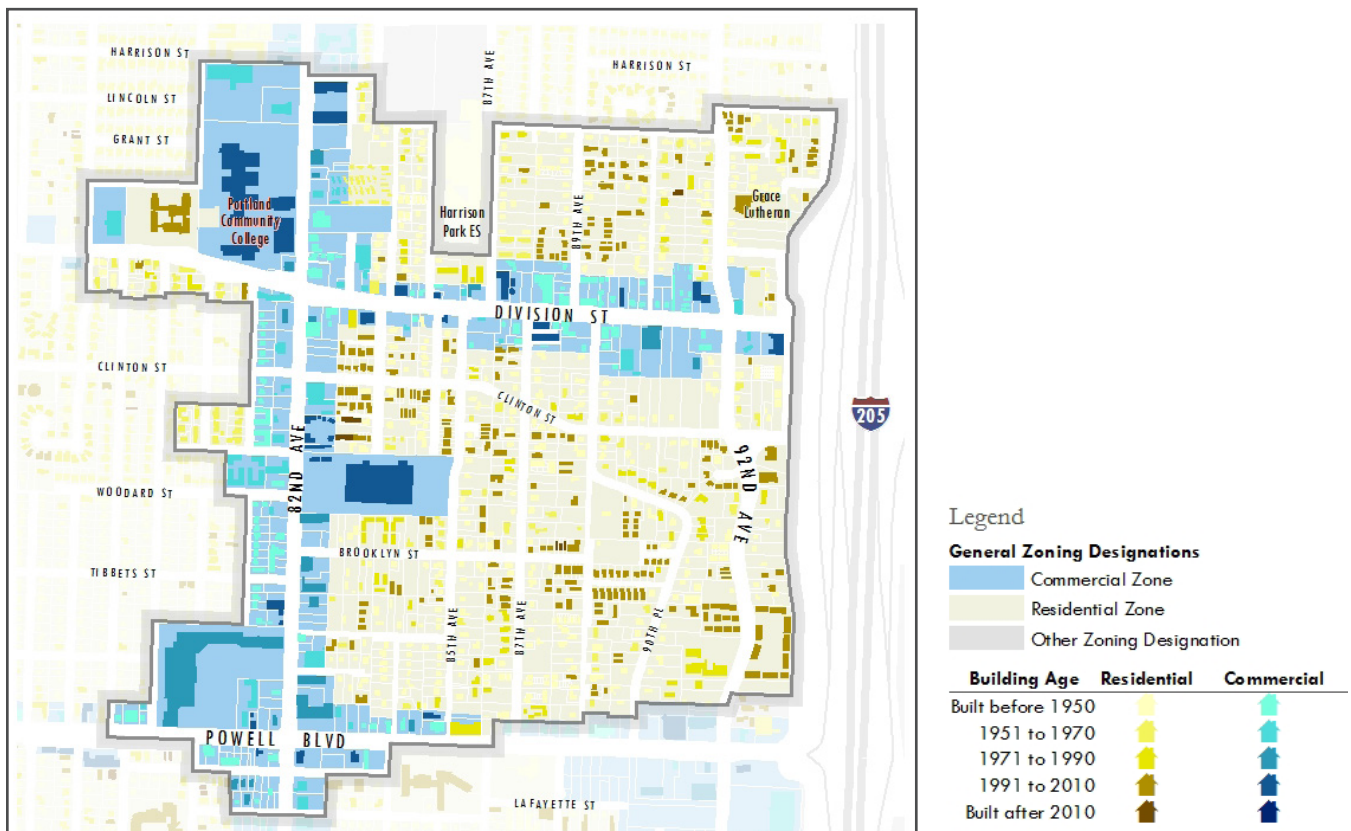 HARRISON ST
87TH AVE
HARRISON ST
LINCOLN ST
GRANT ST
Portland
Community
College
Harrison
Park ES
89TH AVE
Grace
Lutheran
DIVISION ST
CLINTON ST
CLINTON ST
205
82ND AVE
92ND AVE
WOODARD ST
BROOKLYN ST
TIBBETS ST
85TH AVE
87TH AVE
90TH PL
POWELL BLVD
LAFAYETTE ST
Legend
General Zoning Designations
Commercial Zone
Residential Zone
Other Zoning Designation
Building Age Residential Commercial
Built before 1950
1951 to 1970
1971 to 1990
1991 to 2010
Built after 2010